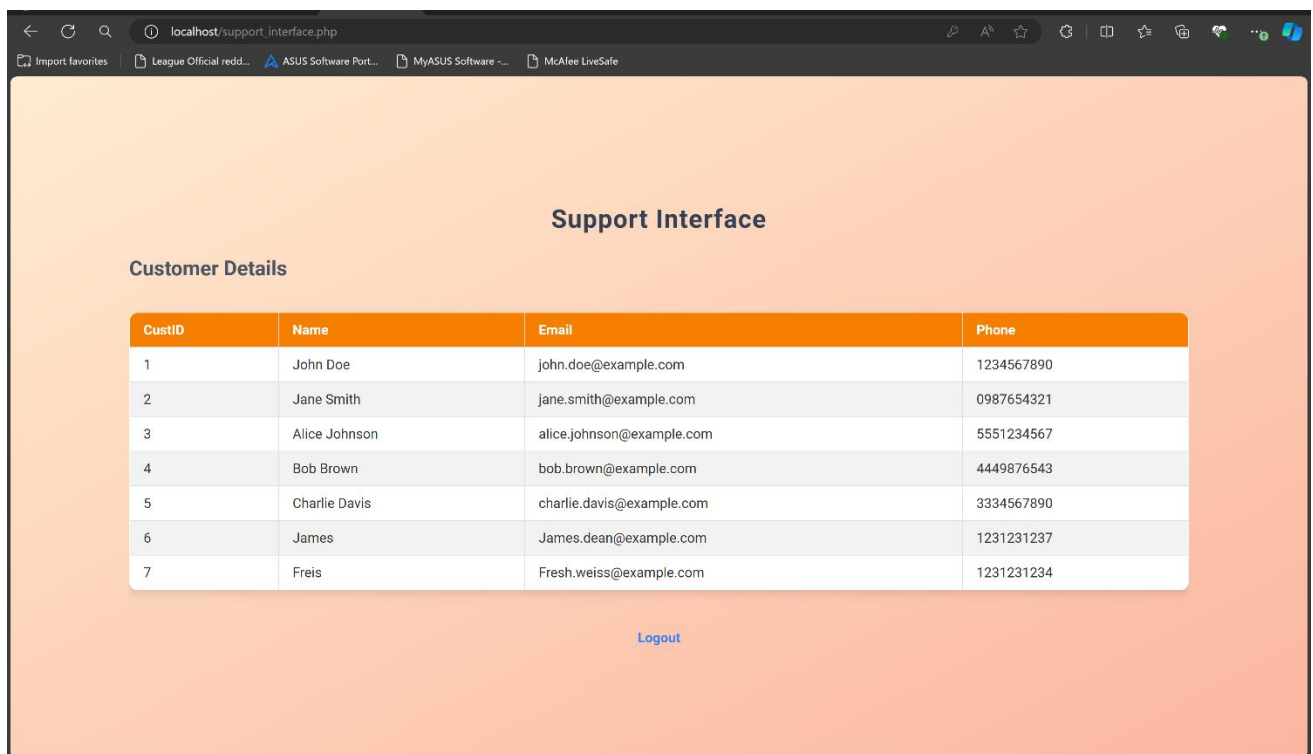 localhost/support_interface.php
Import favorites League Official redd... ASUS Software Port... MyASUS Software -... McAfee LiveSafe
Support Interface
Customer Details
CustID Name Email Phone
1 John Doe john.doe@example.com 1234567890
2 Jane Smith jane.smith@example.com 0987654321
3 Alice Johnson alice.johnson@example.com 5551234567
4 Bob Brown bob.brown@example.com 4449876543
5 Charlie Davis charlie.davis@example.com 3334567890
6 James James.dean@example.com 1231231237
7 Freis Fresh.weiss@example.com 1231231234
Logout